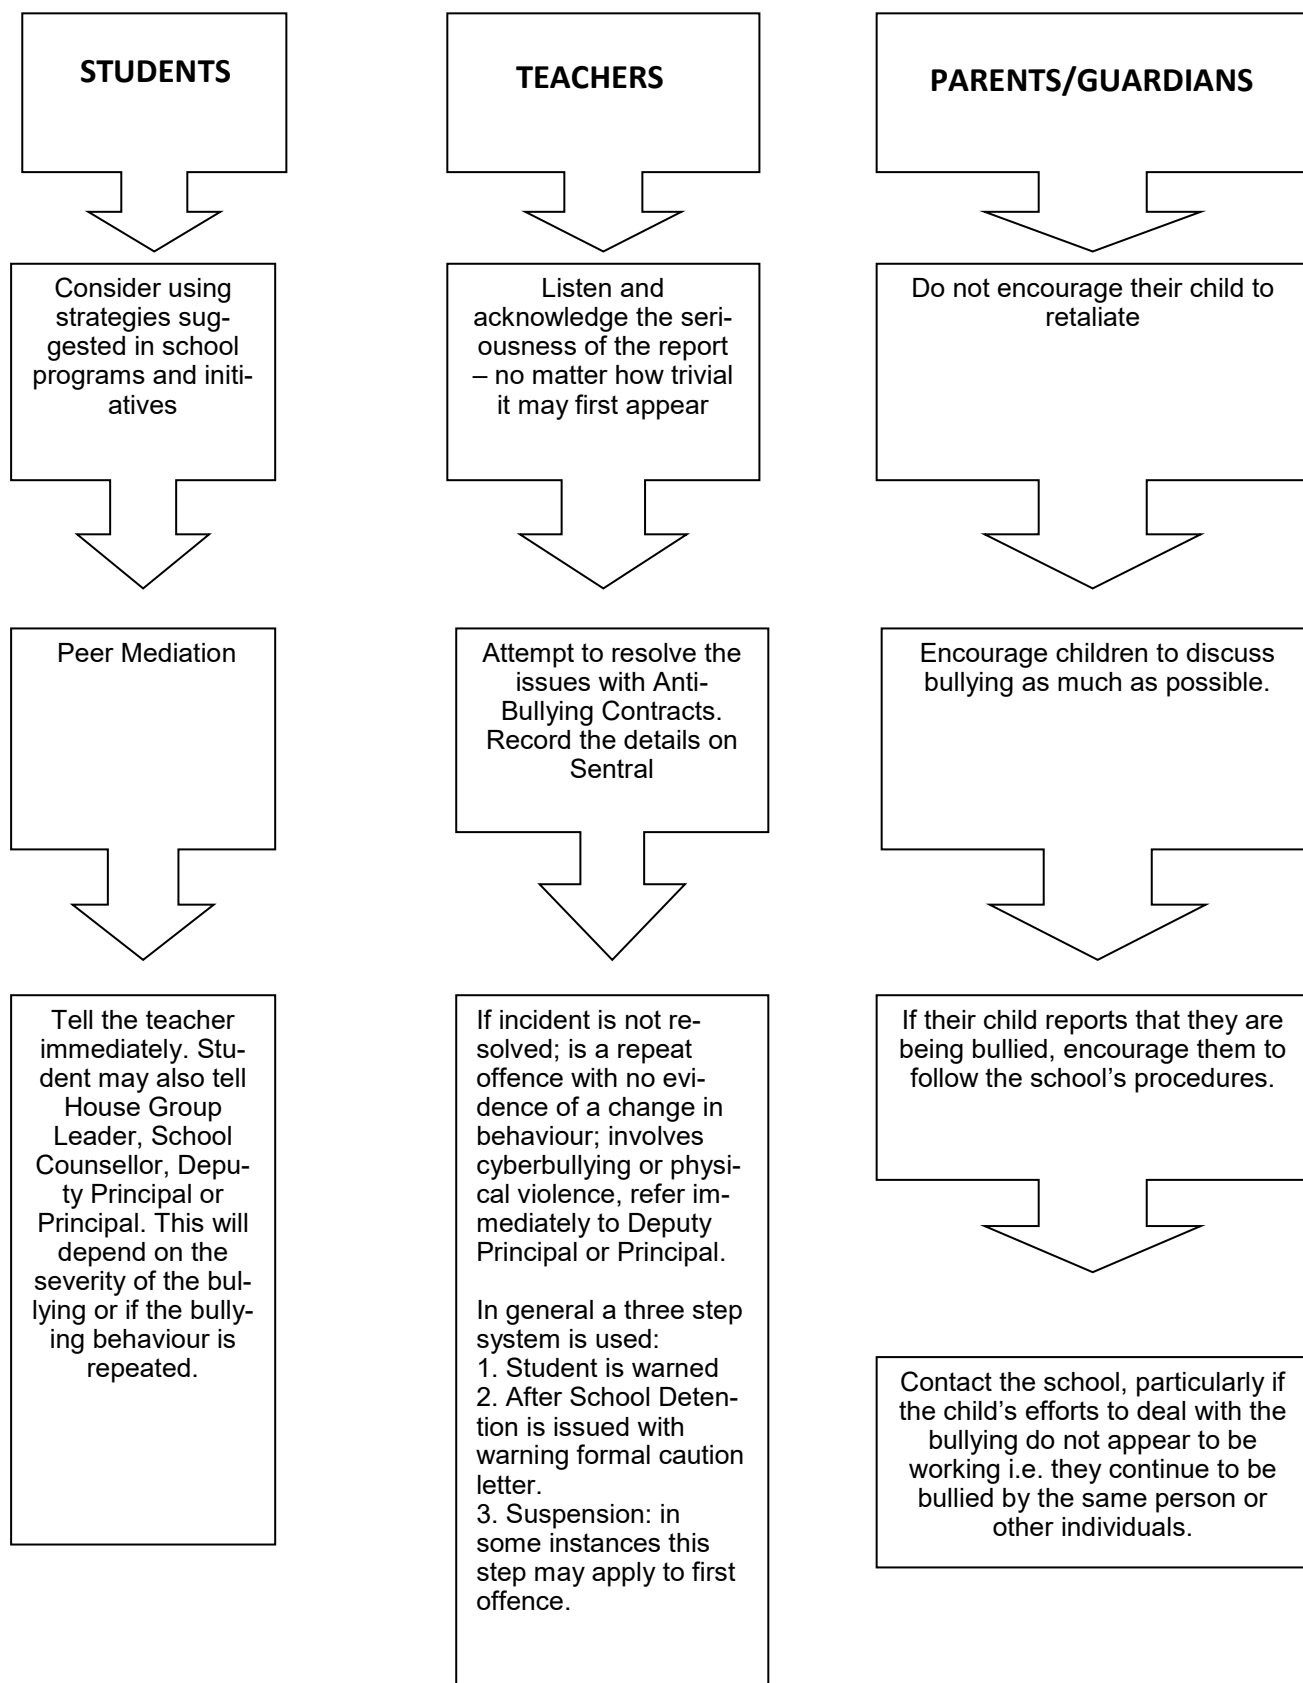 STUDENTS
Consider using
strategies sug-
gested in school
programs and initi-
atives
Peer Mediation
Tell the teacher
immediately. Stu-
dent may also tell
House Group
Leader, School
Counsellor, Depu-
ty Principal or
Principal. This will
depend on the
severity of the bul-
lying or if the bully-
ing behaviour is
repeated.
TEACHERS
Listen and
acknowledge the seri-
ousness of the report
– no matter how trivial
it may first appear
Attempt to resolve the
issues with Anti-
Bullying Contracts.
Record the details on
Sentral
If incident is not re-
solved; is a repeat
offence with no evi-
dence of a change in
behaviour; involves
cyberbullying or physi-
cal violence, refer im-
mediately to Deputy
Principal or Principal.
In general a three step
system is used:
1. Student is warned
2. After School Deten-
tion is issued with
warning formal caution
letter.
3. Suspension: in
some instances this
step may apply to first
offence.
PARENTS/GUARDIANS
Do not encourage their child to
retaliate
Encourage children to discuss
bullying as much as possible.
If their child reports that they are
being bullied, encourage them to
follow the school’s procedures.
Contact the school, particularly if
the child’s efforts to deal with the
bullying do not appear to be
working i.e. they continue to be
bullied by the same person or
other individuals.